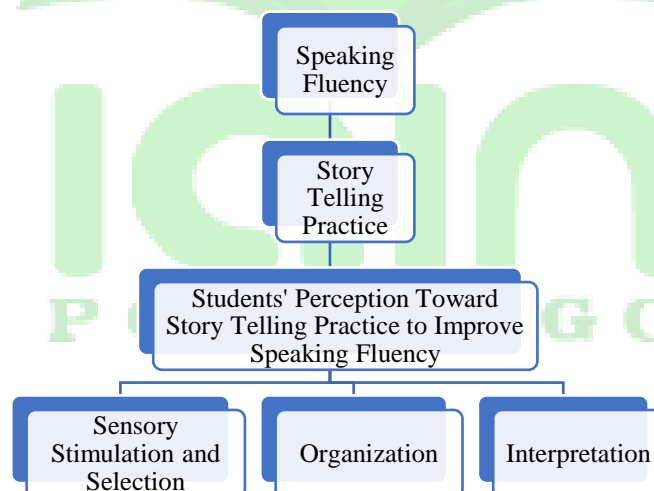 Speaking
Fluency
Story
Telling
Practice
Students' Perception Toward
Story Telling Practice to Improve
Speaking Fluency
Sensory
Stimulation and
Selection
Organization
Interpretation